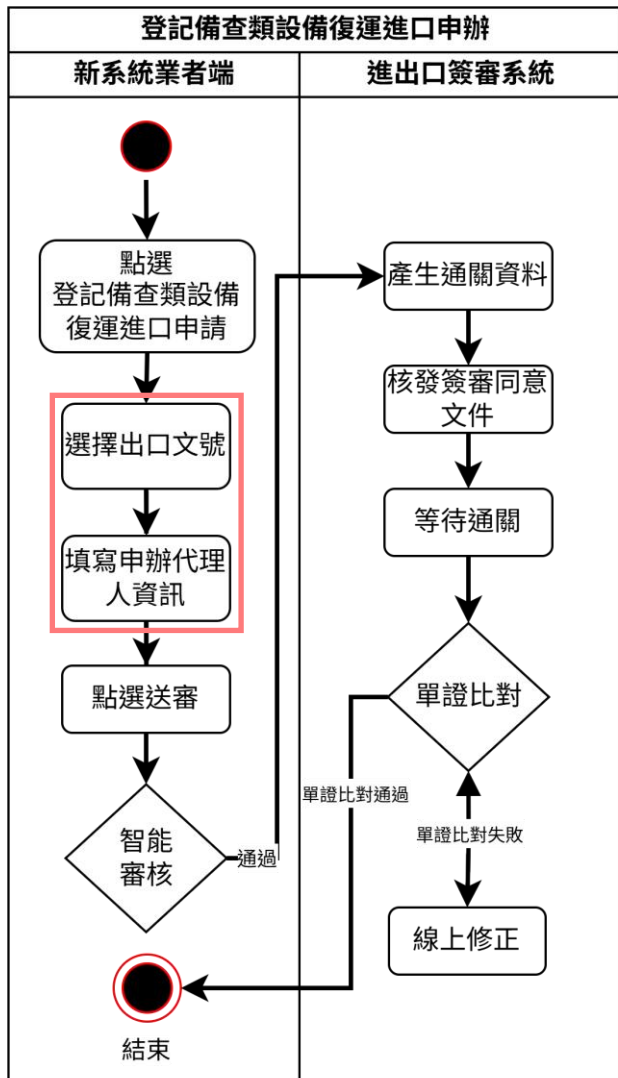 登記備查類設備復運進口申辦
新系統業者端
進出口簽審系統
點選
登記備查類設備
復運進口申請
選擇出口文號
填寫申辦代理
人資訊
點選送審
智能
審核
通過
產生通關資料
核發簽審同意
文件
等待通關
單證比對
單證比對通過
單證比對失敗
線上修正
結束